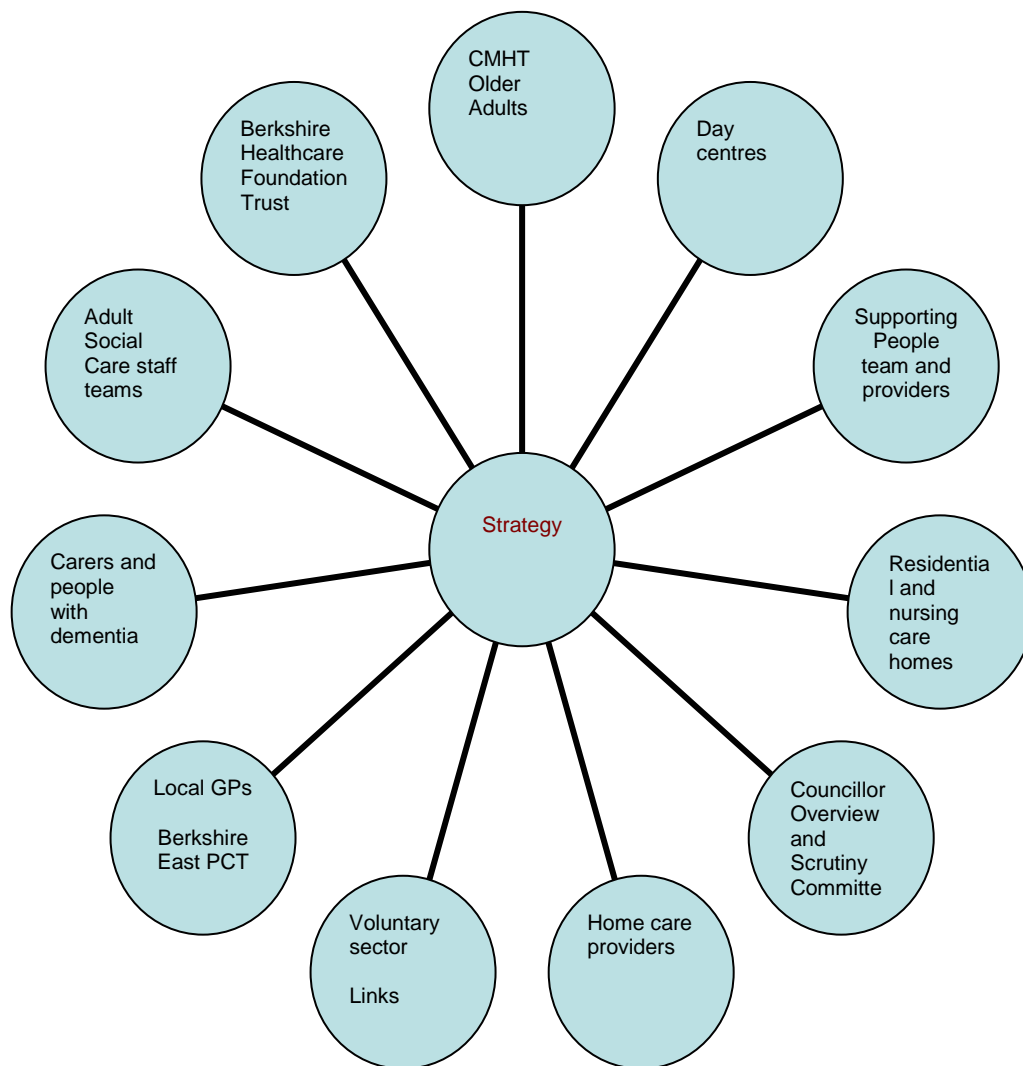 CMHT
Older
Adults
Day
centres
Supporting
People
team and
providers
Residentia
l and
nursing
care
homes
Councillor
Overview
and
Scrutiny
Committe
Home care
providers
Voluntary
sector
Links
Local GPs
Berkshire
East PCT
Carers and
people
with
dementia
Adult
Social
Care staff
teams
Berkshire
Healthcare
Foundation
Trust
Strategy